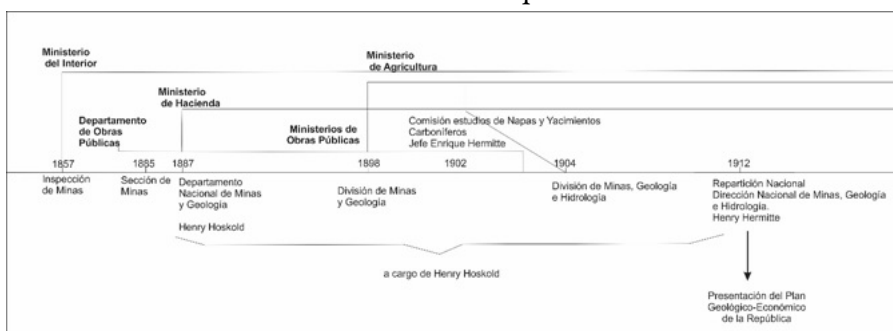 Ministerio
del Interior
Ministerio
de Agricultura
Ministerio
de Hacienda
Departamento
de Obras
Públicas
Ministerios de
Obras Públicas
Comisión estudios de Napas y Yacimientos
Carboníferos
Jefe Enrique Hermitte
1857
1885
1887
1898
1902
1904
1912
Inspección
de Minas
Sección de
Minas
Departamento
Nacional de Minas
y Geología
Henry Hoskold
División de Minas
y Geología
División de Minas, Geología
e Hidrología
Repartición Nacional
Dirección Nacional de Minas, Geología
e Hidrología.
Henry Hermitte
a cargo de Henry Hoskold
Presentación del Plan
Geológico-Económico
de la República